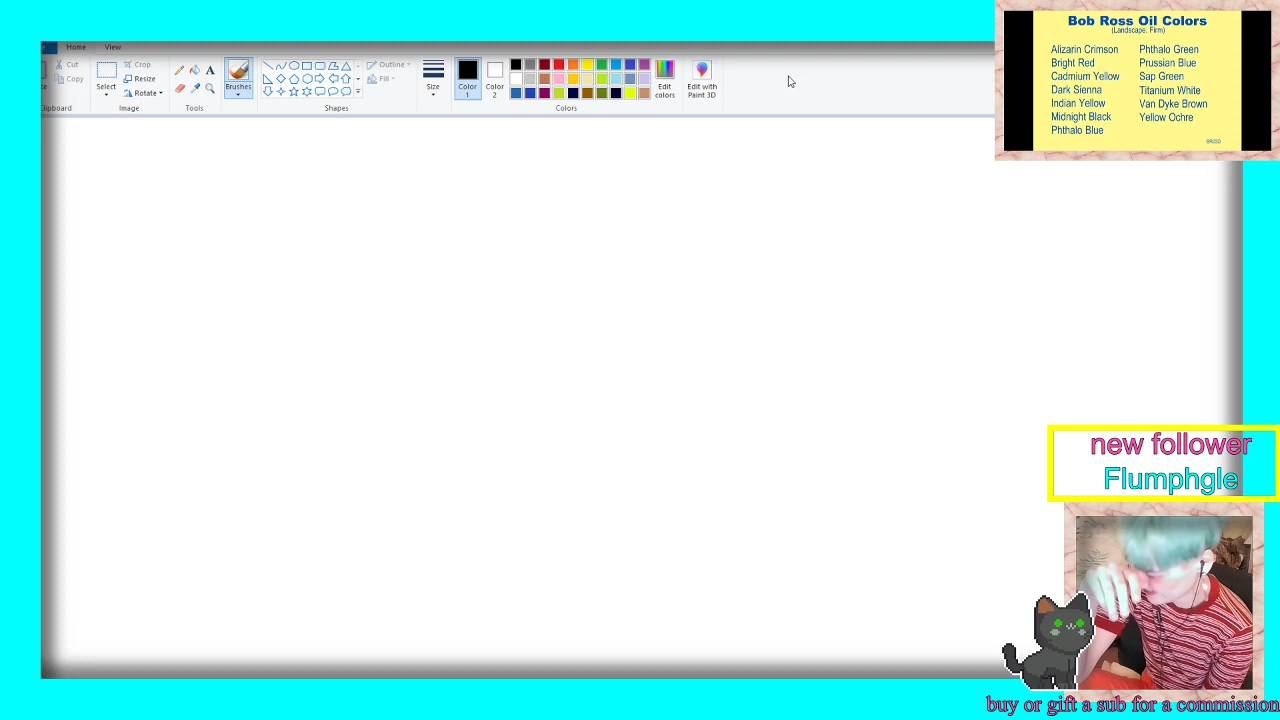 Home View
Cut
Copy
Clipboard
Select
Crop
Resize
Rotate
Image
A
Tools
Brushes
Outline
Fill
Shapes
Size
Color 1
Color 2
Colors
Edit colors
Edit with Paint 3D
Bob Ross Oil Colors
(Landscape, Firm)
Alizarin Crimson
Bright Red
Cadmium Yellow
Dark Sienna
Indian Yellow
Midnight Black
Phthalo Blue
Phthalo Green
Prussian Blue
Sap Green
Titanium White
Van Dyke Brown
Yellow Ochre
new follower
Flumphgle
buy or gift a sub for a commission